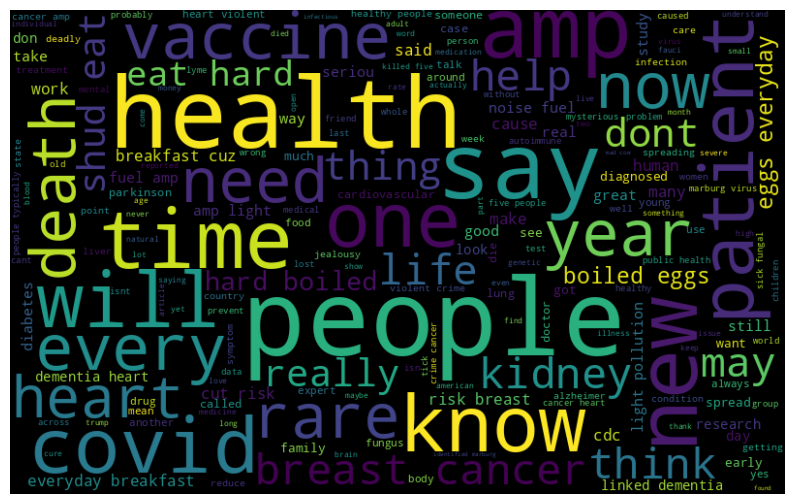 cancer amp
probably
heart violent
healthy people
someone
adult
case
care
caused
understand
individual
infectious
don
deadly
take
treatment
work
mental
died
word
person
virus
fauci
small
medication
seriou
said
talk
study
infection
shud eat
vaccine
amp
patient
eggs everyday
eat hard
lyme
killed five
actually
help
now
around
rate
without
live
noise fuel
whole
mysterious problem
month
money
health
death
old
open
way
friend
last
cause
real
autoimmune
dont
come
breakfast cuz
wrong
much
week
spreading
severe
say
women
marburg virus
need
thing
human
diagnosed
fuel amp
parkinson
cardiovascular
great
many
young
something
state
reported
age
never
amp light
medical
part
five people
use
well
make
people typically
blood
point
natural
food
good
see
test
public health
high
time
one
year
cant
liver
lot
jealousy
look
die
genetic
sick fungal
children
saying
lost
show
hard boiled
life
boiled eggs
isnt
country
violent crime
even
lung
got
healthy
diabetes
article
yet
prevent
will
people
new
doctor
find
illness
issue
want
world
still
keep
may
every
symptom
data
really
isn
tick
crime cancer
kidney
light pollution
always
dementia heart
love
american
maybe
alzheimer
condition
spread
group
heart
drug
mean
cut risk
risk breast
called
expert
cancer heart
thank
research
getting
across
trump
medicine
long
rare
know
cdc
day
another
family
fungus
covid
cure
brain
identified marburg
think
early
yes
breast cancer
body
everyday breakfast
reduce
linked dementia
found